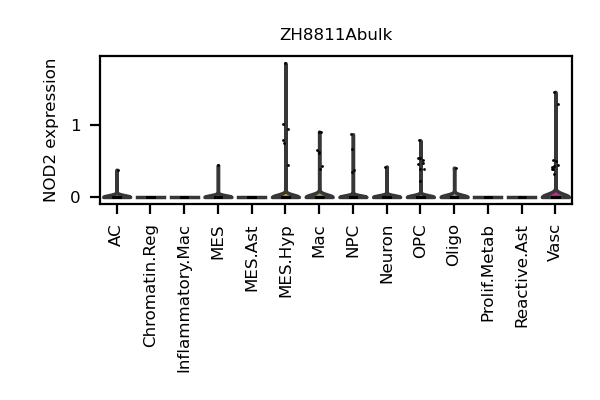 ZH8811Abulk
NOD2 expression
1
0
AC
Chromatin.Reg
Inflammatory.Mac
MES
MES.Ast
MES.Hyp
Mac
NPC
Neuron
OPC
Oligo
Prolif.Metab
Reactive.Ast
Vasc